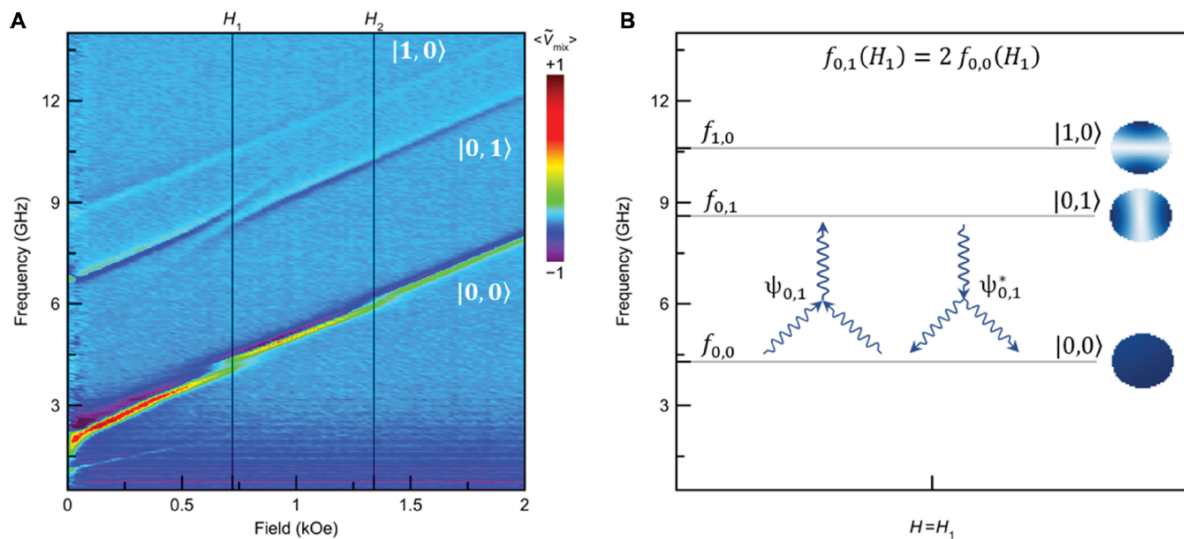 A
H₁
H₂
<Ṽmix>
+1
−1
|1,0⟩
|0,1⟩
|0,0⟩
12
9
6
3
Frequency (GHz)
0
0.5
1
1.5
2
Field (kOe)
B
f₀,₁(H₁) = 2 f₀,₀(H₁)
12
9
6
3
Frequency (GHz)
f₁,₀
|1,0⟩
f₀,₁
|0,1⟩
ψ₀,₁
ψ*₀,₁
f₀,₀
|0,0⟩
H=H₁